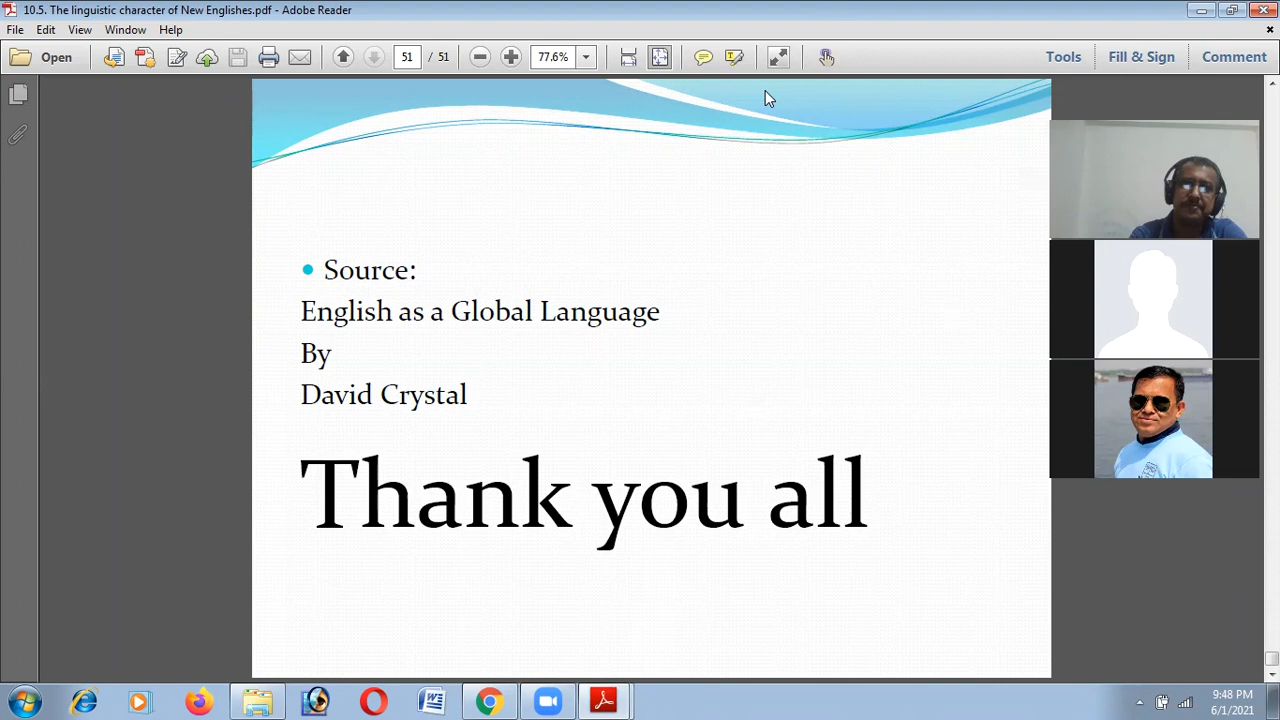 10.5. The linguistic character of New Englishes.pdf - Adobe Reader
File Edit View Window Help
Open 51 / 51 77.6% Tools Fill & Sign Comment
Source:
English as a Global Language
By
David Crystal
Thank you all
9:48 PM
6/1/2021